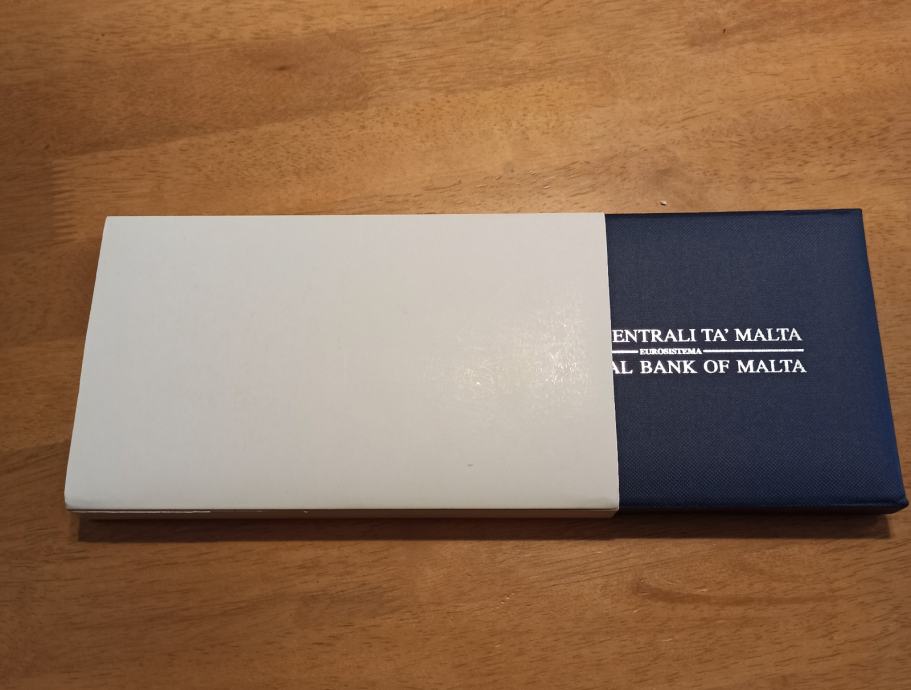 ENTRALI TA' MALTA
EUROSISTEMA
AL BANK OF MALTA